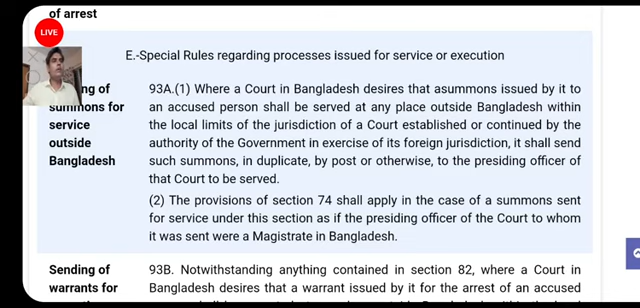 of arrest
LIVE
E.-Special Rules regarding processes issued for service or execution
ng of
summons for
service
outside
Bangladesh
93A.(1) Where a Court in Bangladesh desires that asummons issued by it to
an accused person shall be served at any place outside Bangladesh within
the local limits of the jurisdiction of a Court established or continued by the
authority of the Government in exercise of its foreign jurisdiction, it shall send
such summons, in duplicate, by post or otherwise, to the presiding officer of
that Court to be served.
(2) The provisions of section 74 shall apply in the case of a summons sent
for service under this section as if the presiding officer of the Court to whom
it was sent were a Magistrate in Bangladesh.
Sending of
warrants for
93B. Notwithstanding anything contained in section 82, where a Court in
Bangladesh desires that a warrant issued by it for the arrest of an accused